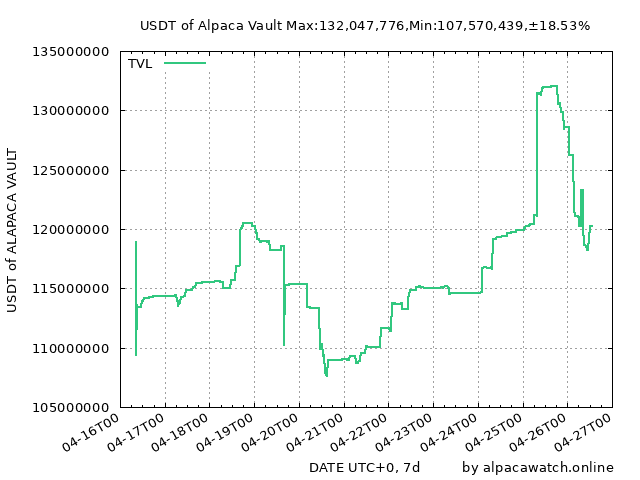 USDT of Alpaca Vault Max:132,047,776,Min:107,570,439,±18.53%
TVL
135000000
130000000
125000000
120000000
115000000
110000000
105000000
USDT of ALAPACA VAULT
04-16T00
04-17T00
04-18T00
04-19T00
04-20T00
04-21T00
04-22T00
04-23T00
04-24T00
04-25T00
04-26T00
04-27T00
DATE UTC+0, 7d
by alpacawatch.online